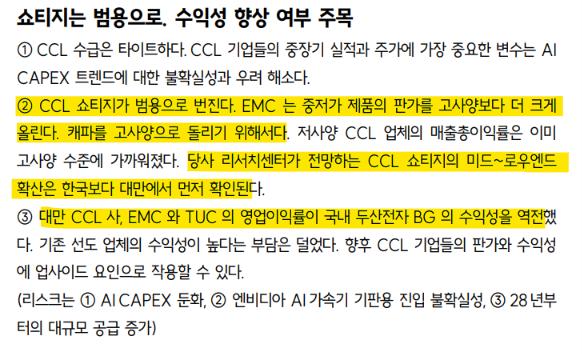 쇼티지는 범용으로. 수익성 향상 여부 주목
① CCL 수급은 타이트하다. CCL 기업들의 중장기 실적과 주가에 가장 중요한 변수는 AI
CAPEX 트렌드에 대한 불확실성과 우려 해소다.
② CCL 쇼티지가 범용으로 번진다. EMC 는 중저가 제품의 판가를 고사양보다 더 크게
올린다. 캐파를 고사양으로 돌리기 위해서다. 저사양 CCL 업체의 매출총이익률은 이미
고사양 수준에 가까워졌다. 당사 리서치센터가 전망하는 CCL 쇼티지의 미드~로우엔드
확산은 한국보다 대만에서 먼저 확인된다.
③ 대만 CCL 사, EMC 와 TUC 의 영업이익률이 국내 두산전자 BG 의 수익성을 역전했
다. 기존 선도 업체의 수익성이 높다는 부담은 덜었다. 향후 CCL 기업들의 판가와 수익성
에 업사이드 요인으로 작용할 수 있다.
(리스크는 ① AI CAPEX 둔화, ② 엔비디아 AI 가속기 기판용 진입 불확실성, ③ 28 년부
터의 대규모 공급 증가)